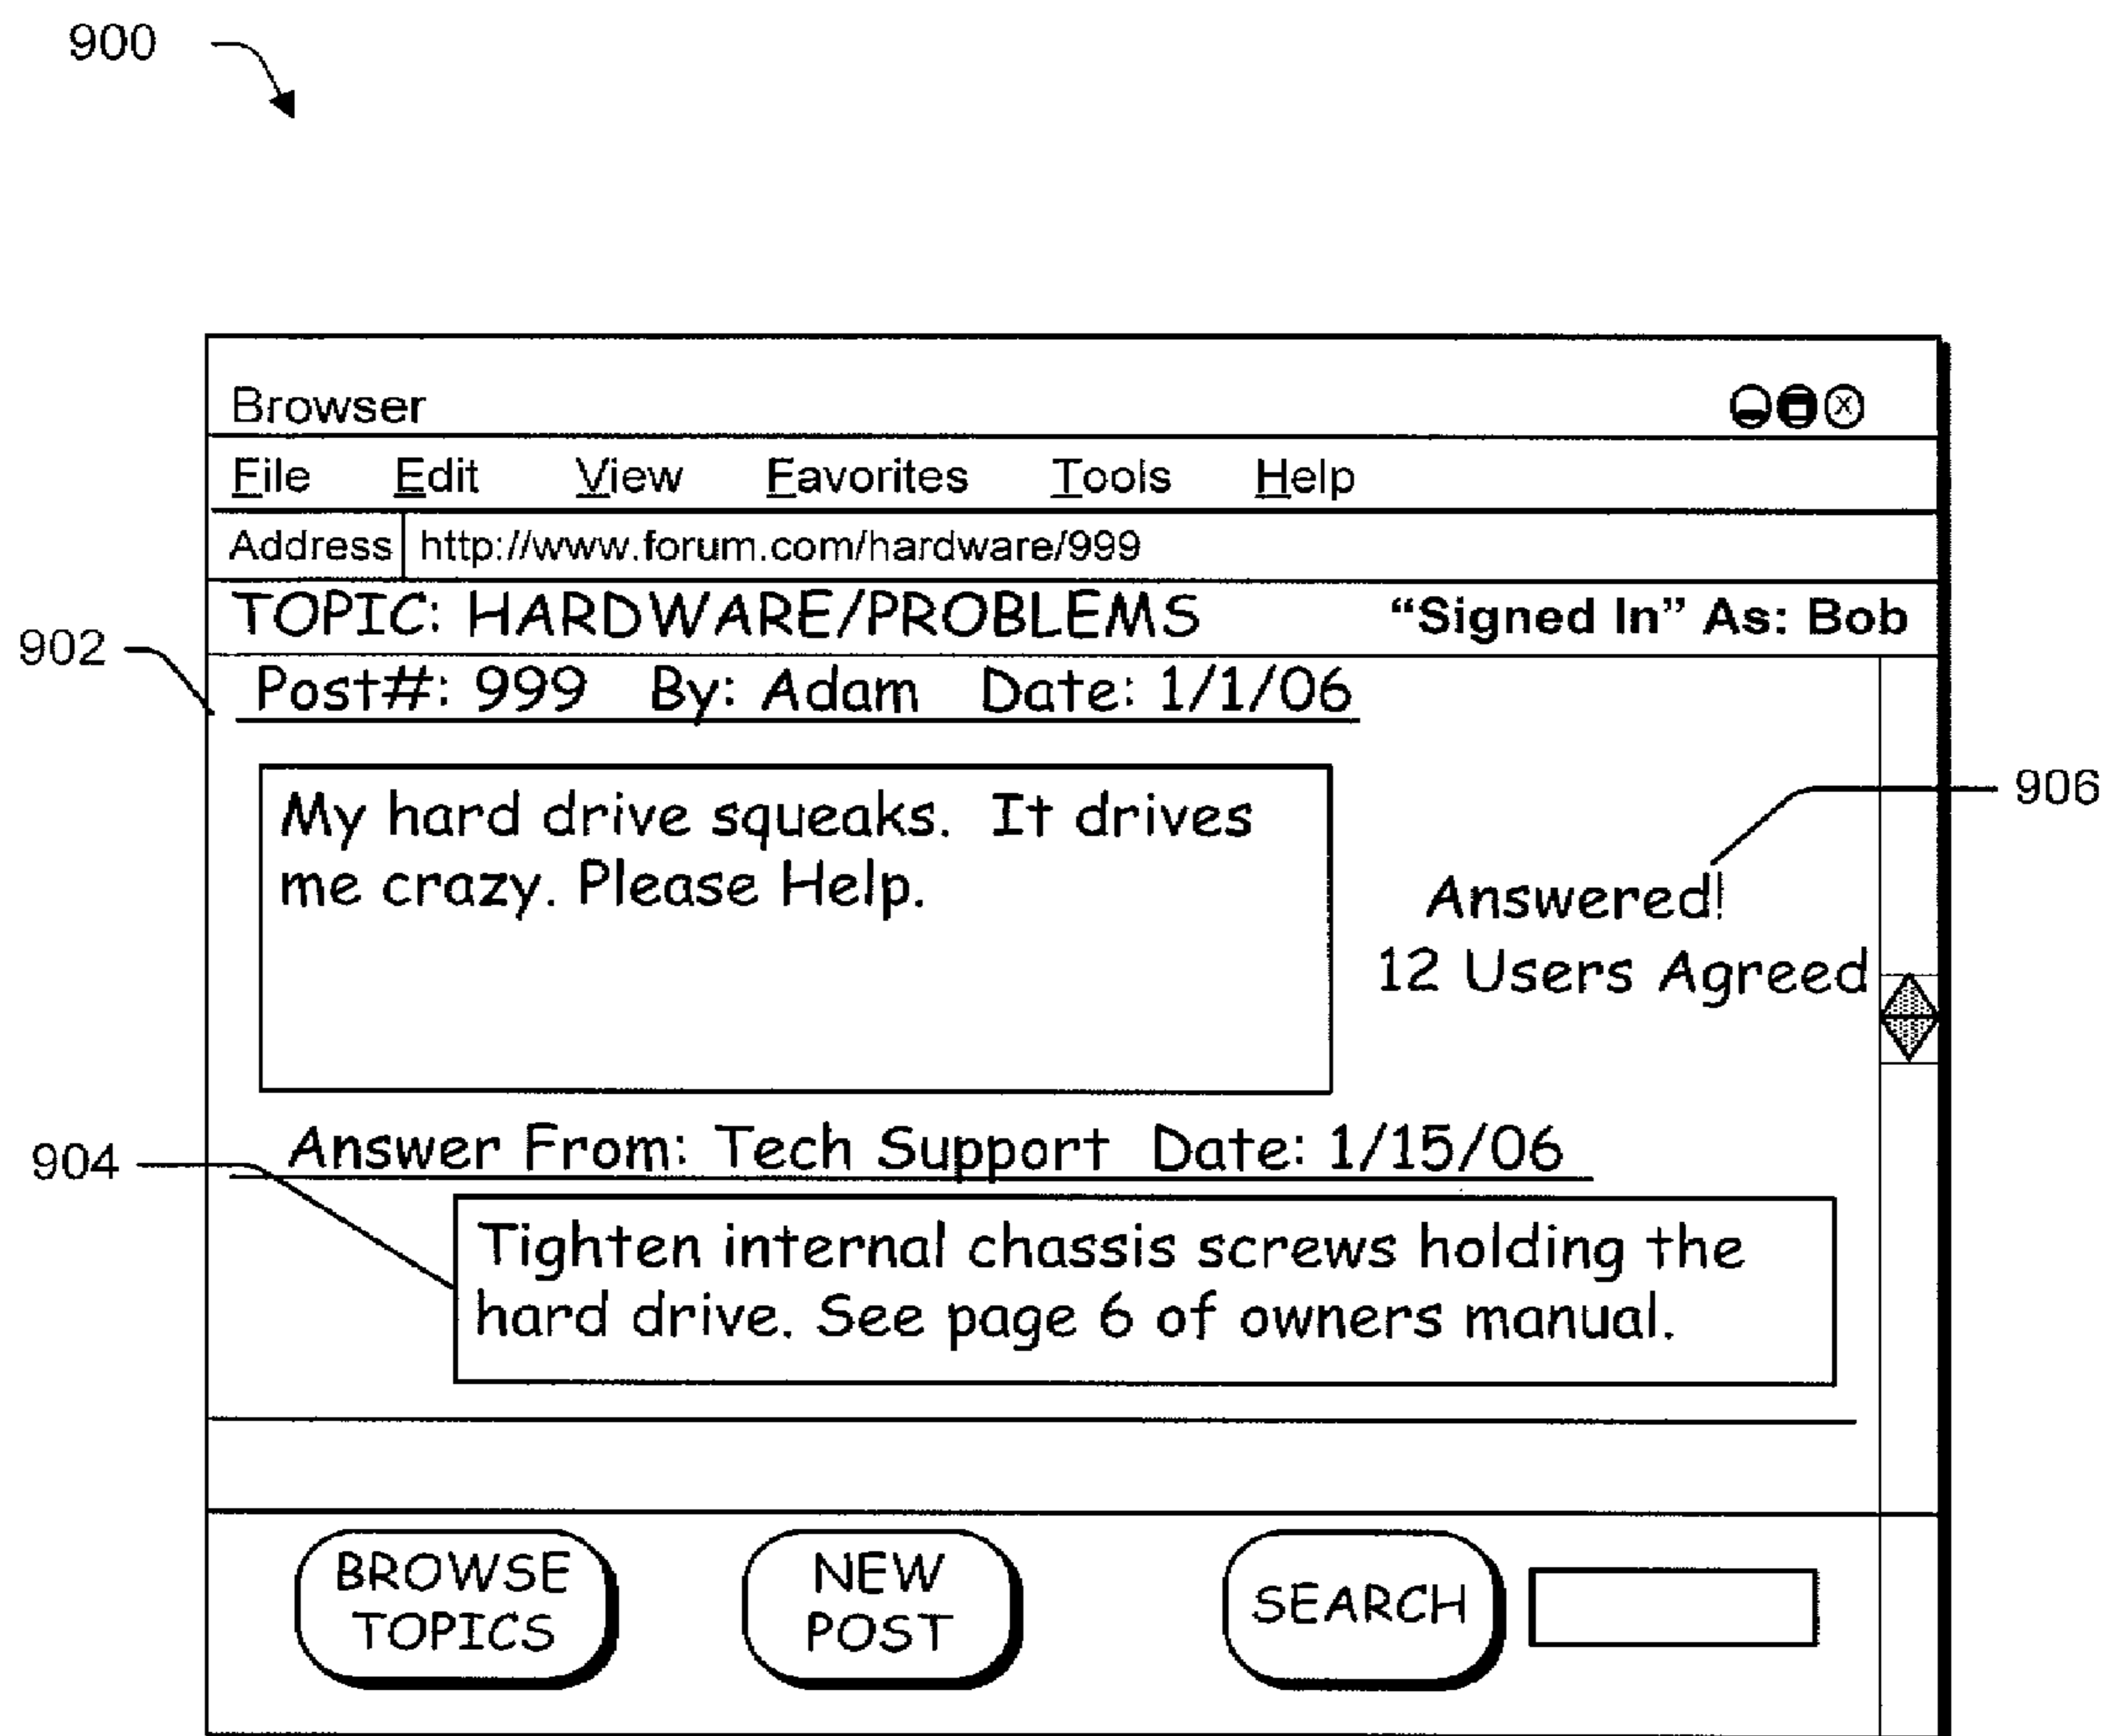 900
Browser
File Edit View Favorites Tools Help
Address http://www.forum.com/hardware/999
TOPIC: HARDWARE/PROBLEMS “Signed In” As: Bob
902
Post#: 999 By: Adam Date: 1/1/06
906
My hard drive squeaks. It drives
me crazy. Please Help.
Answered!
12 Users Agreed
904
Answer From: Tech Support Date: 1/15/06
Tighten internal chassis screws holding the
hard drive. See page 6 of owners manual.
BROWSE
TOPICS
NEW
POST
SEARCH